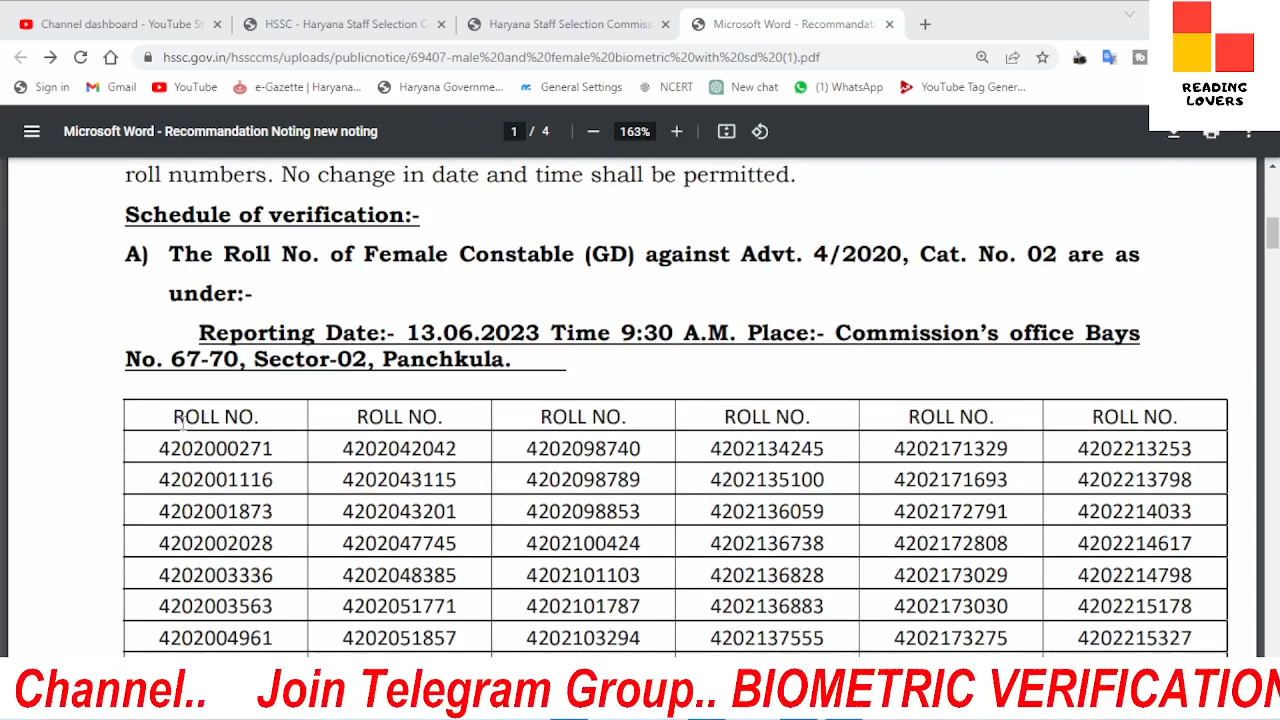 Channel dashboard - YouTube St
HSSC - Haryana Staff Selection C
Haryana Staff Selection Commiss
Microsoft Word - Recommandati
hssc.gov.in/hssccms/uploads/publicnotice/69407-male%20and%20female%20biometric%20with%20sd%20(1).pdf
Sign in
Gmail
YouTube
e-Gazette | Haryana...
Haryana Governme...
General Settings
NCERT
New chat
(1) WhatsApp
YouTube Tag Gener...
READING
LOVERS
Microsoft Word - Recommandation Noting new noting
1 / 4
163%
roll numbers. No change in date and time shall be permitted.
Schedule of verification:-
A) The Roll No. of Female Constable (GD) against Advt. 4/2020, Cat. No. 02 are as
under:-
Reporting Date:- 13.06.2023 Time 9:30 A.M. Place:- Commission's office Bays
No. 67-70, Sector-02, Panchkula.
ROLL NO. ROLL NO. ROLL NO. ROLL NO. ROLL NO. ROLL NO.
4202000271 4202042042 4202098740 4202134245 4202171329 4202213253
4202001116 4202043115 4202098789 4202135100 4202171693 4202213798
4202001873 4202043201 4202098853 4202136059 4202172791 4202214033
4202002028 4202047745 4202100424 4202136738 4202172808 4202214617
4202003336 4202048385 4202101103 4202136828 4202173029 4202214798
4202003563 4202051771 4202101787 4202136883 4202173030 4202215178
4202004961 4202051857 4202103294 4202137555 4202173275 4202215327
Channel.. Join Telegram Group.. BIOMETRIC VERIFICATION